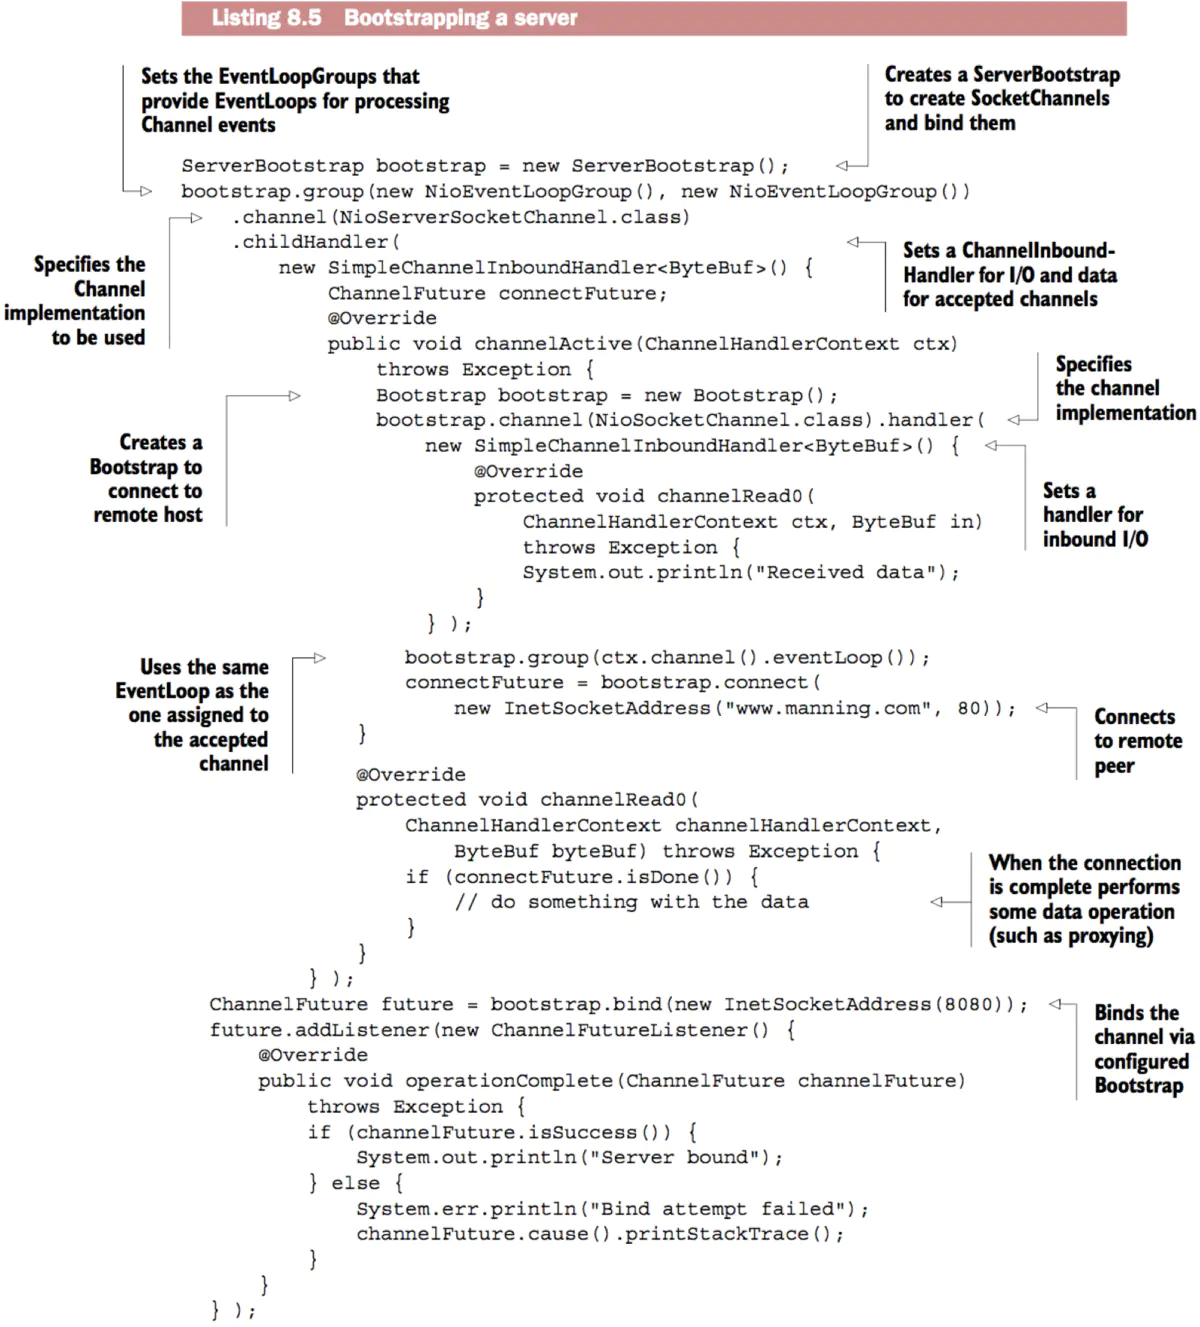 Listing 8.5 Bootstrapping a server
Sets the EventLoopGroups that
provide EventLoops for processing
Channel events
Creates a ServerBootstrap
to create SocketChannels
and bind them
ServerBootstrap bootstrap = new ServerBootstrap();
bootstrap.group(new NioEventLoopGroup(), new NioEventLoopGroup())
.channel(NioServerSocketChannel.class)
.childHandler(
new SimpleChannelInboundHandler<ByteBuf>() {
ChannelFuture connectFuture;
@Override
public void channelActive(ChannelHandlerContext ctx)
throws Exception {
Bootstrap bootstrap = new Bootstrap();
bootstrap.channel(NioSocketChannel.class).handler(
new SimpleChannelInboundHandler<ByteBuf>() {
@Override
protected void channelRead0(
ChannelHandlerContext ctx, ByteBuf in)
throws Exception {
System.out.println("Received data");
}
} );
bootstrap.group(ctx.channel().eventLoop());
connectFuture = bootstrap.connect(
new InetSocketAddress("www.manning.com", 80));
}
@Override
protected void channelRead0(
ChannelHandlerContext channelHandlerContext,
ByteBuf byteBuf) throws Exception {
if (connectFuture.isDone()) {
// do something with the data
}
}
} );
ChannelFuture future = bootstrap.bind(new InetSocketAddress(8080));
future.addListener(new ChannelFutureListener() {
@Override
public void operationComplete(ChannelFuture channelFuture)
throws Exception {
if (channelFuture.isSuccess()) {
System.out.println("Server bound");
} else {
System.err.println("Bind attempt failed");
channelFuture.cause().printStackTrace();
}
}
} );
Specifies the
Channel
implementation
to be used
Sets a ChannelInbound-
Handler for I/O and data
for accepted channels
Specifies
the channel
implementation
Creates a
Bootstrap to
connect to
remote host
Sets a
handler for
inbound I/O
Uses the same
EventLoop as the
one assigned to
the accepted
channel
Connects
to remote
peer
When the connection
is complete performs
some data operation
(such as proxying)
Binds the
channel via
configured
Bootstrap